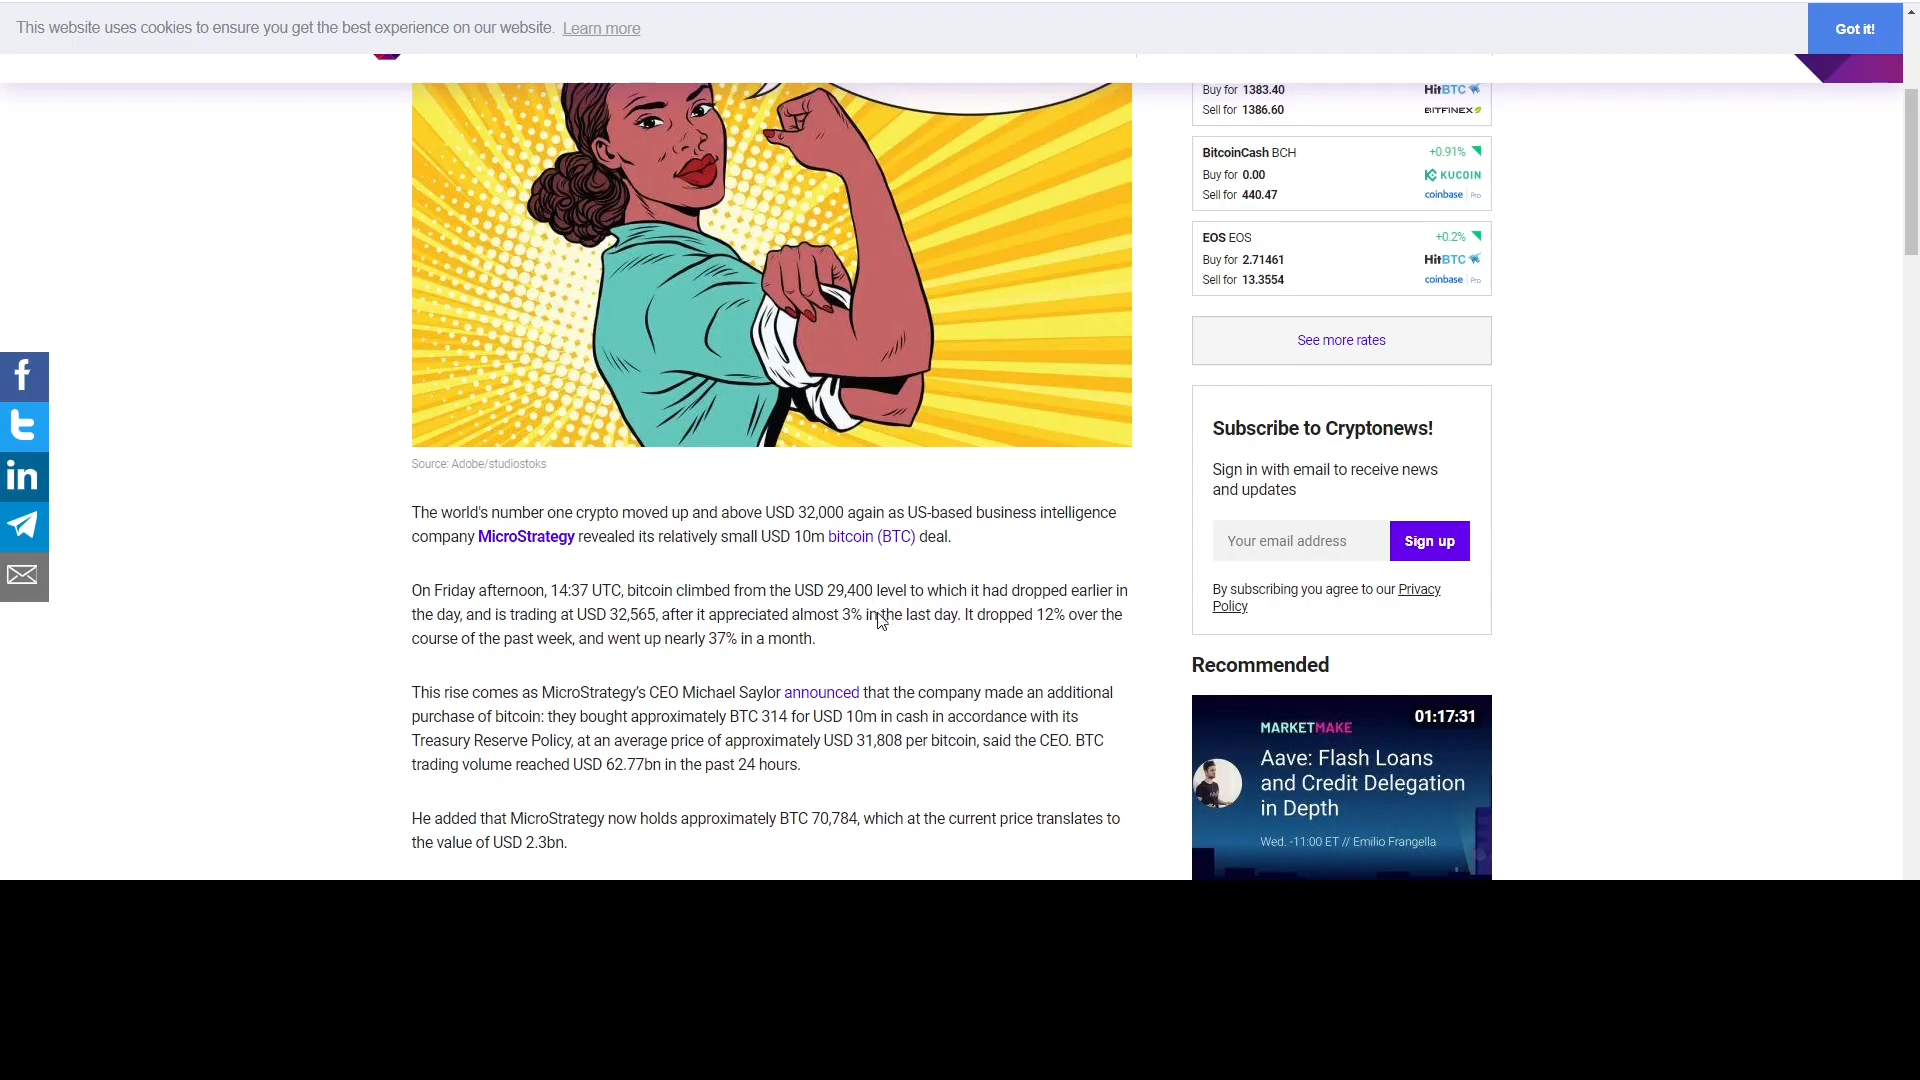 This website uses cookies to ensure you get the best experience on our website. Learn more
Got it!
Source: Adobe/studiostoks
The world's number one crypto moved up and above USD 32,000 again as US-based business intelligence
company MicroStrategy revealed its relatively small USD 10m bitcoin (BTC) deal.
On Friday afternoon, 14:37 UTC, bitcoin climbed from the USD 29,400 level to which it had dropped earlier in
the day, and is trading at USD 32,565, after it appreciated almost 3% in the last day. It dropped 12% over the
course of the past week, and went up nearly 37% in a month.
This rise comes as MicroStrategy's CEO Michael Saylor announced that the company made an additional
purchase of bitcoin: they bought approximately BTC 314 for USD 10m in cash in accordance with its
Treasury Reserve Policy, at an average price of approximately USD 31,808 per bitcoin, said the CEO. BTC
trading volume reached USD 62.77bn in the past 24 hours.
He added that MicroStrategy now holds approximately BTC 70,784, which at the current price translates to
the value of USD 2.3bn.
Buy for 1383.40 HitBTC
Sell for 1386.60 BITFINEX
BitcoinCash BCH +0.91%
Buy for 0.00 KUCOIN
Sell for 440.47 coinbase Pro
EOS EOS +0.2%
Buy for 2.71461 HitBTC
Sell for 13.3554 coinbase Pro
See more rates
Subscribe to Cryptonews!
Sign in with email to receive news
and updates
Your email address Sign up
By subscribing you agree to our Privacy
Policy
Recommended
01:17:31
MARKETMAKE
Aave: Flash Loans
and Credit Delegation
in Depth
Wed. -11:00 ET // Emilio Frangella